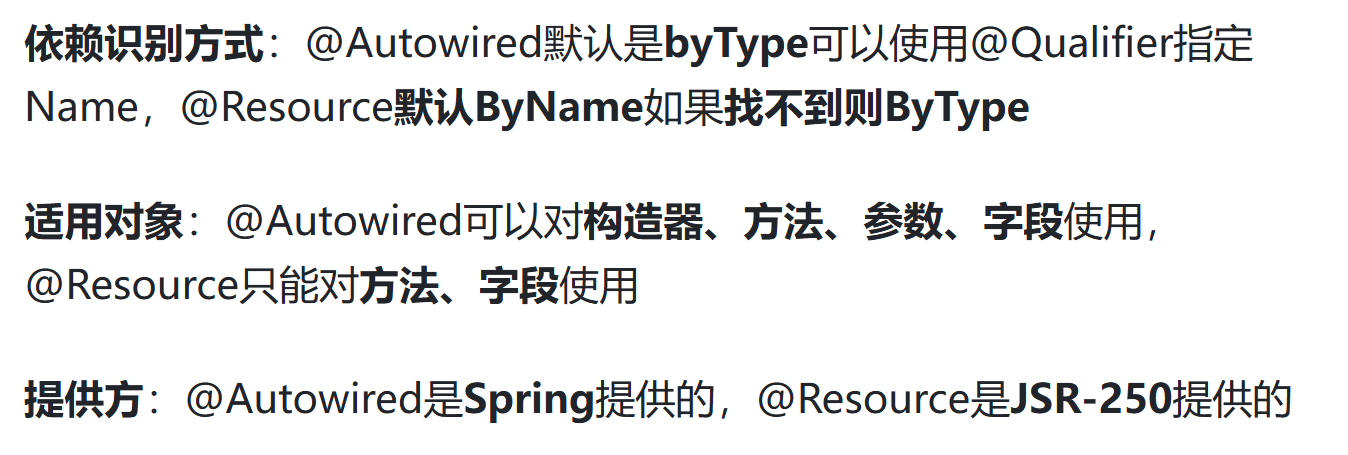 依赖识别方式：@Autowired默认是byType可以使用@Qualifier指定
Name，@Resource默认ByName如果找不到则ByType
适用对象：@Autowired可以对构造器、方法、参数、字段使用，
@Resource只能对方法、字段使用
提供方：@Autowired是Spring提供的，@Resource是JSR-250提供的